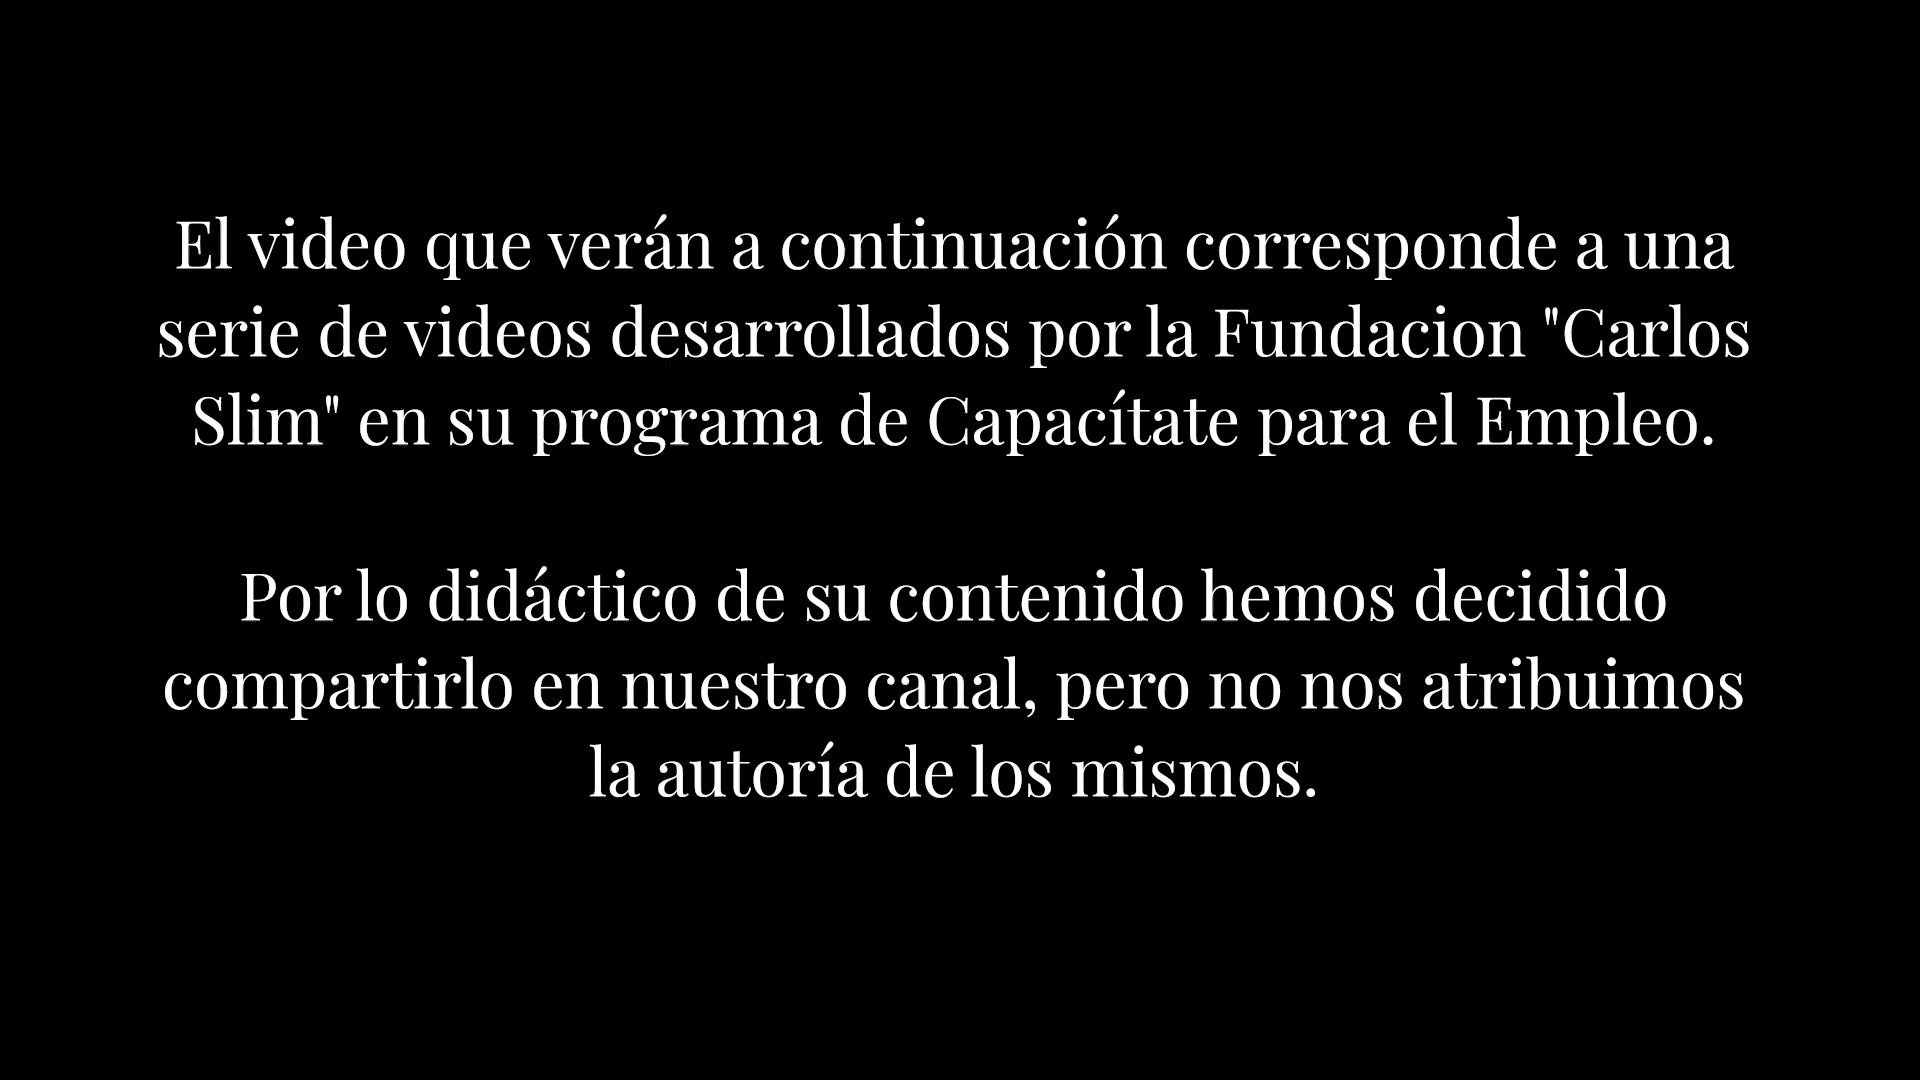 El video que verán a continuación corresponde a una
serie de videos desarrollados por la Fundacion "Carlos
Slim" en su programa de Capacítate para el Empleo.
Por lo didáctico de su contenido hemos decidido
compartirlo en nuestro canal, pero no nos atribuimos
la autoría de los mismos.